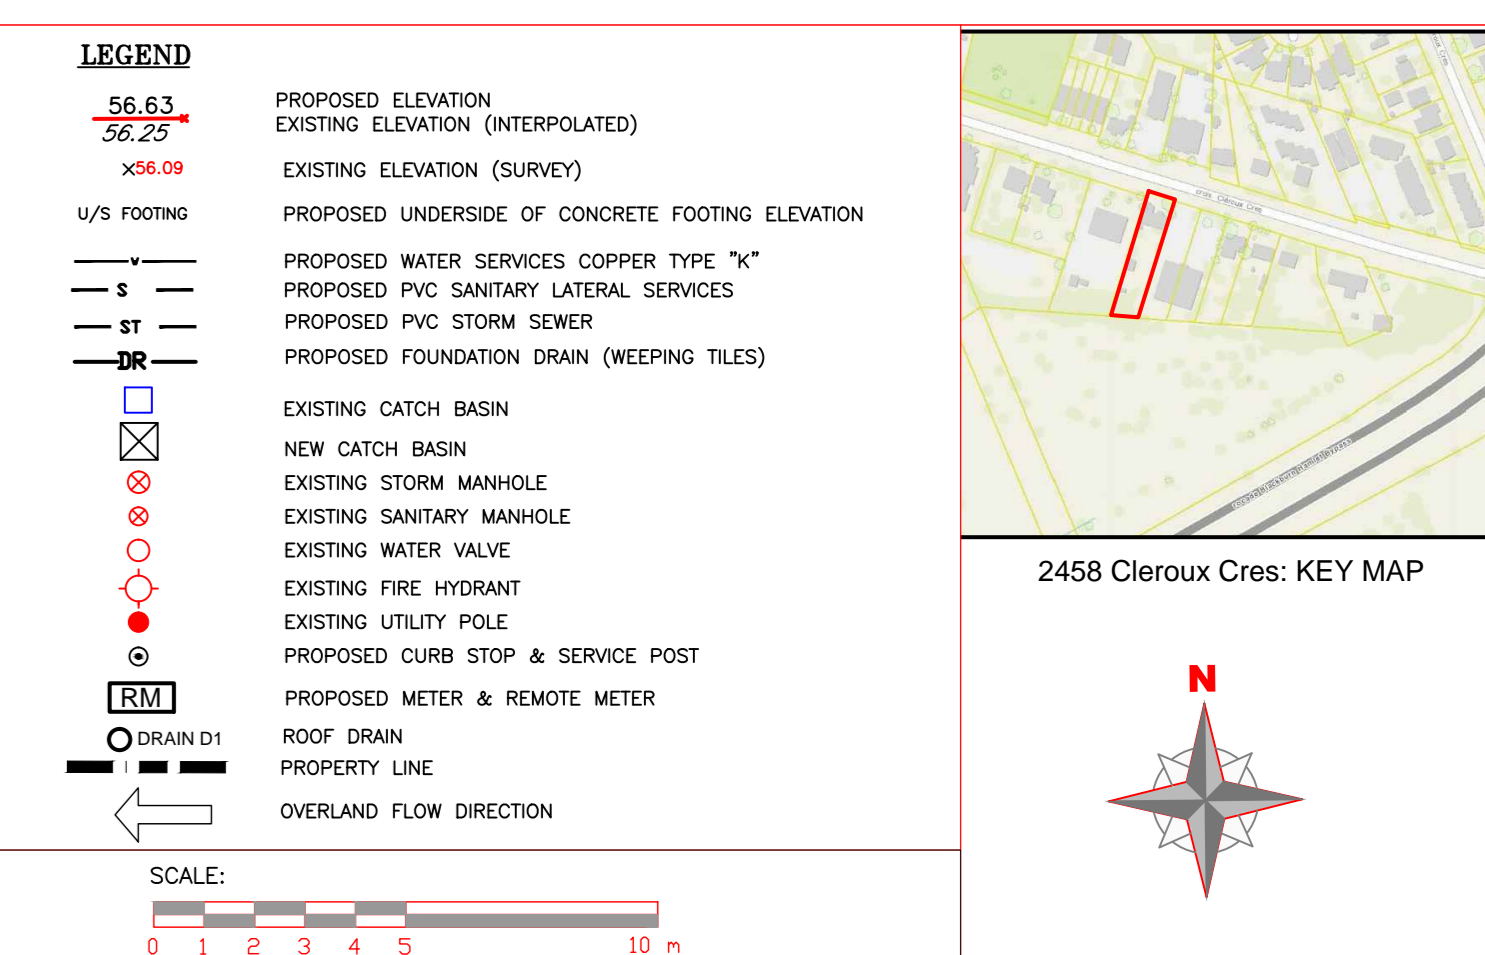 LEGEND
56.63 PROPOSED ELEVATION
56.25 EXISTING ELEVATION (INTERPOLATED)
×56.09 EXISTING ELEVATION (SURVEY)
U/S FOOTING PROPOSED UNDERSIDE OF CONCRETE FOOTING ELEVATION
PROPOSED WATER SERVICES COPPER TYPE "K"
S PROPOSED PVC SANITARY LATERAL SERVICES
ST PROPOSED PVC STORM SEWER
DR PROPOSED FOUNDATION DRAIN (WEEPING TILES)
EXISTING CATCH BASIN
NEW CATCH BASIN
EXISTING STORM MANHOLE
EXISTING SANITARY MANHOLE
EXISTING WATER VALVE
EXISTING FIRE HYDRANT
EXISTING UTILITY POLE
PROPOSED CURB STOP & SERVICE POST
RM PROPOSED METER & REMOTE METER
DRAIN D1 ROOF DRAIN
PROPERTY LINE
OVERLAND FLOW DIRECTION
SCALE:
0 1 2 3 4 5 10 m
croix Cléroux Cres
2458 Cleroux Cres: KEY MAP
N